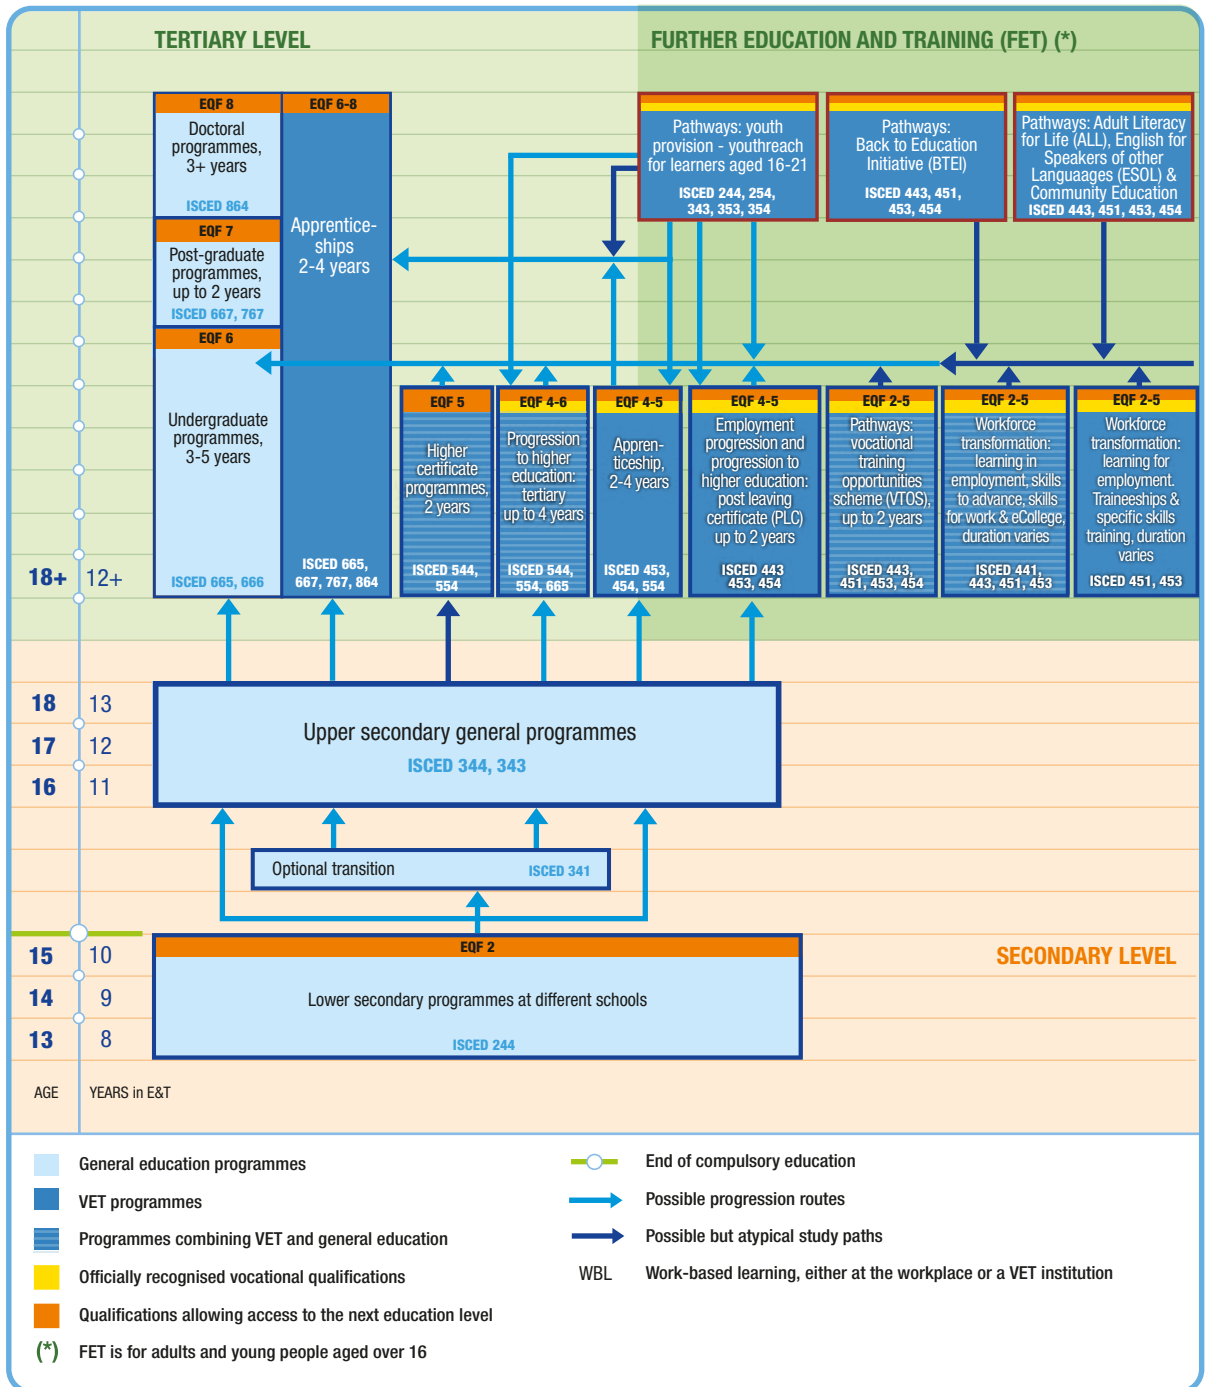 TERTIARY LEVEL
FURTHER EDUCATION AND TRAINING (FET) (*)
EQF 8
Doctoral
programmes,
3+ years
ISCED 864
EQF 7
Post-graduate
programmes,
up to 2 years
ISCED 667, 767
EQF 6
Undergraduate
programmes,
3-5 years
ISCED 665, 666
EQF 6-8
Apprentice-
ships
2-4 years
ISCED 665,
667, 767, 864
Pathways: youth
provision - youthreach
for learners aged 16-21
ISCED 244, 254,
343, 353, 354
Pathways:
Back to Education
Initiative (BTEI)
ISCED 443, 451,
453, 454
Pathways: Adult Literacy
for Life (ALL), English for
Speakers of other
Languaages (ESOL) &
Community Education
ISCED 443, 451, 453, 454
EQF 5
Higher
certificate
programmes,
2 years
ISCED 544,
554
EQF 4-6
Progression
to higher
education:
tertiary
up to 4 years
ISCED 544,
554, 665
EQF 4-5
Appren-
ticeship,
2-4 years
ISCED 453,
454, 554
EQF 4-5
Employment
progression and
progression to
higher education:
post leaving
certificate (PLC)
up to 2 years
ISCED 443
453, 454
EQF 2-5
Pathways:
vocational
training
opportunities
scheme (VTOS),
up to 2 years
ISCED 443,
451, 453, 454
EQF 2-5
Workforce
transformation:
learning in
employment, skills
to advance, skills
for work & eCollege,
duration varies
ISCED 441,
443, 451, 453
EQF 2-5
Workforce
transformation:
learning for
employment.
Traineeships &
specific skills
training, duration
varies
ISCED 451, 453
18+ 12+
18 13
17 12
16 11
Upper secondary general programmes
ISCED 344, 343
Optional transition ISCED 341
15 10
14 9
13 8
EQF 2
Lower secondary programmes at different schools
ISCED 244
SECONDARY LEVEL
AGE YEARS in E&T
General education programmes
VET programmes
Programmes combining VET and general education
Officially recognised vocational qualifications
Qualifications allowing access to the next education level
(*) FET is for adults and young people aged over 16
End of compulsory education
Possible progression routes
Possible but atypical study paths
WBL Work-based learning, either at the workplace or a VET institution